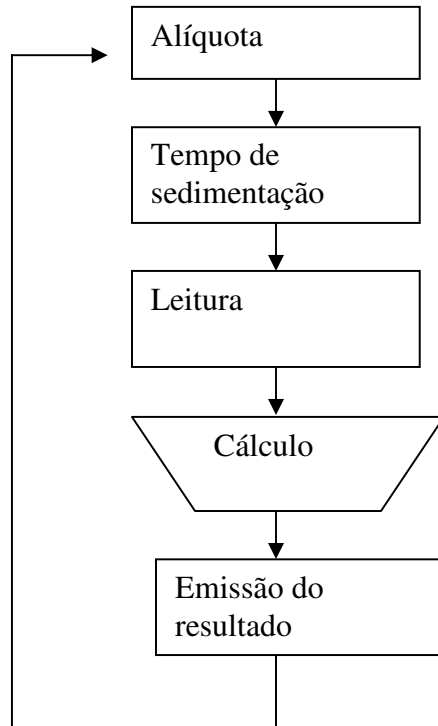 Alíquota
Tempo de
sedimentação
Leitura
Cálculo
Emissão do
resultado